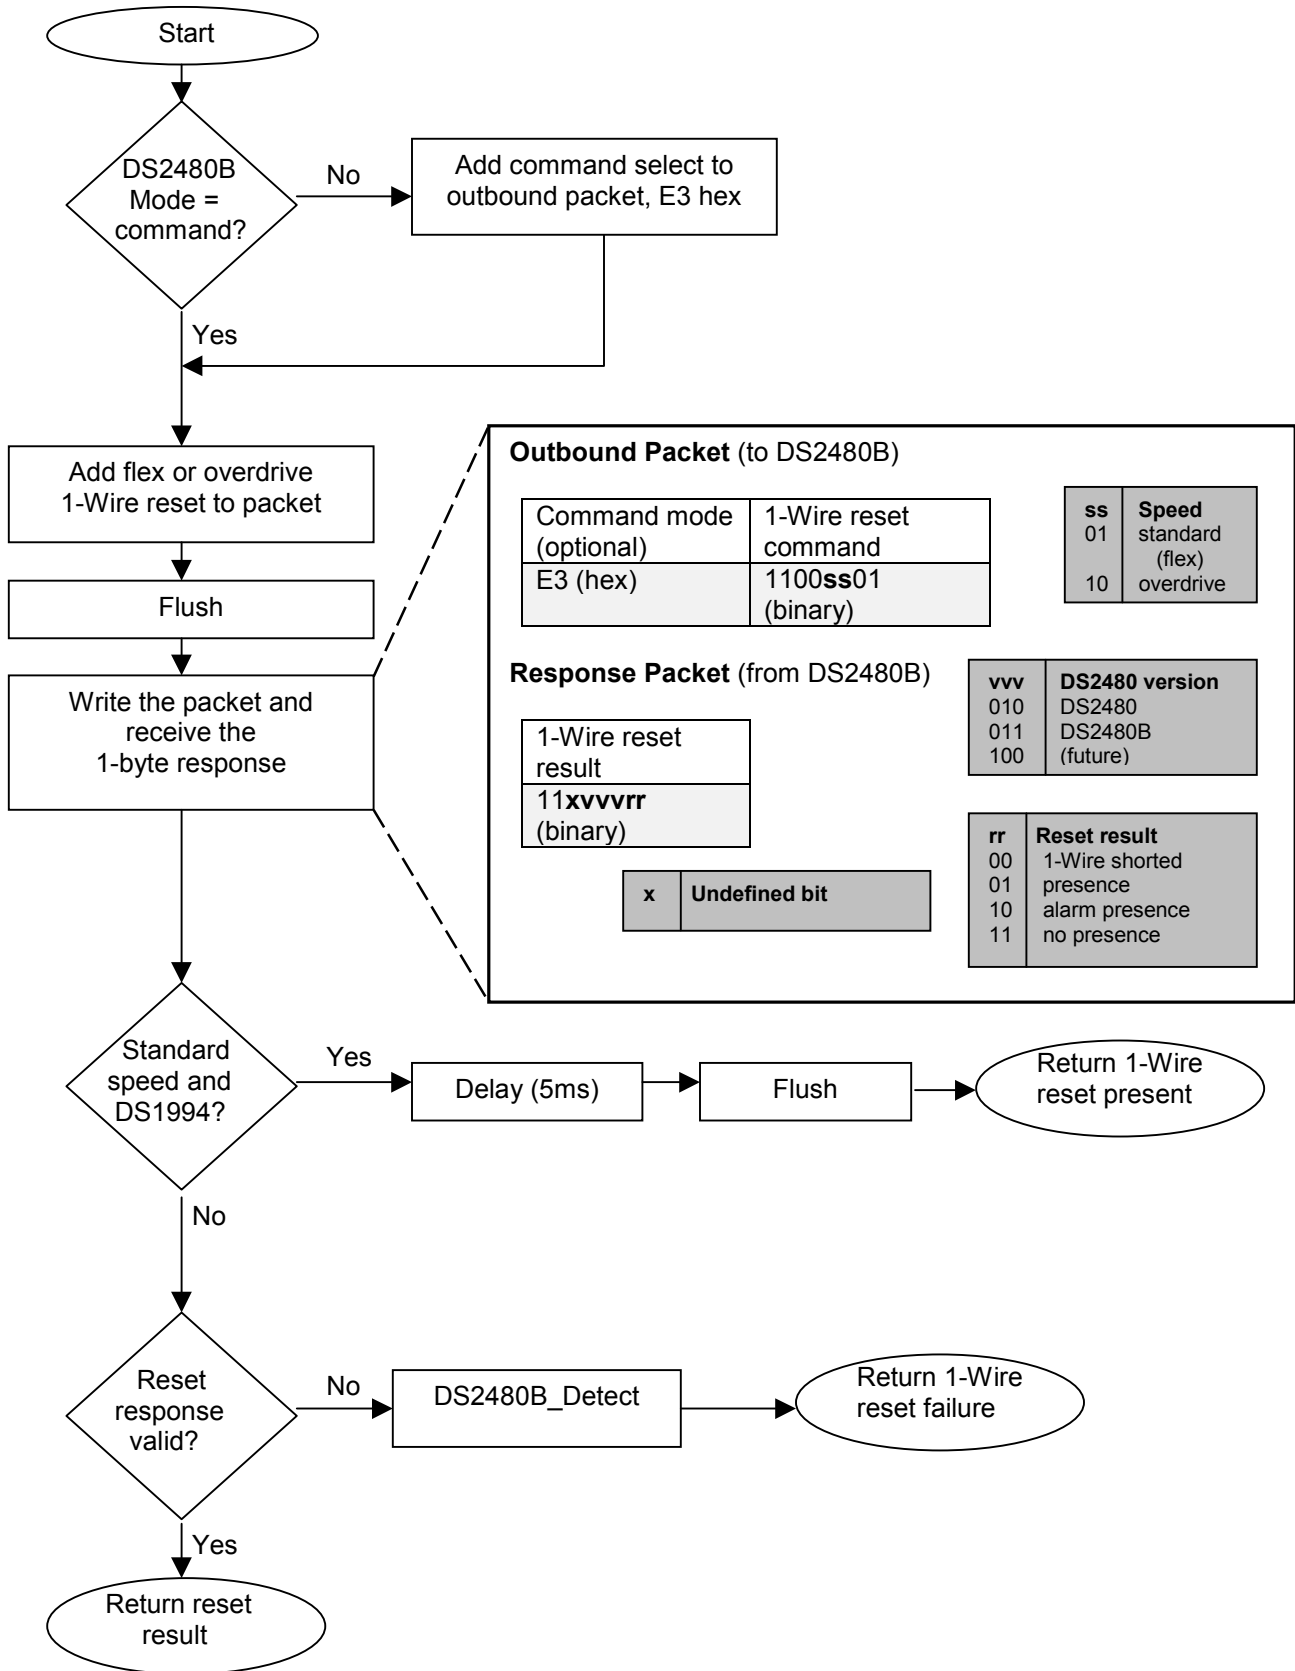 Start
DS2480B
Mode =
command?
No
Add command select to
outbound packet, E3 hex
Yes
Add flex or overdrive
1-Wire reset to packet
Flush
Write the packet and
receive the
1-byte response
Outbound Packet (to DS2480B)
Command mode
(optional)
1-Wire reset
command
E3 (hex)
1100ss01
(binary)
ss Speed
01 standard
(flex)
10 overdrive
Response Packet (from DS2480B)
1-Wire reset
result
11xvvvrr
(binary)
vvv DS2480 version
010 DS2480
011 DS2480B
100 (future)
x Undefined bit
rr Reset result
00 1-Wire shorted
01 presence
10 alarm presence
11 no presence
Standard
speed and
DS1994?
Yes
Delay (5ms)
Flush
Return 1-Wire
reset present
No
Reset
response
valid?
No
DS2480B_Detect
Return 1-Wire
reset failure
Yes
Return reset
result